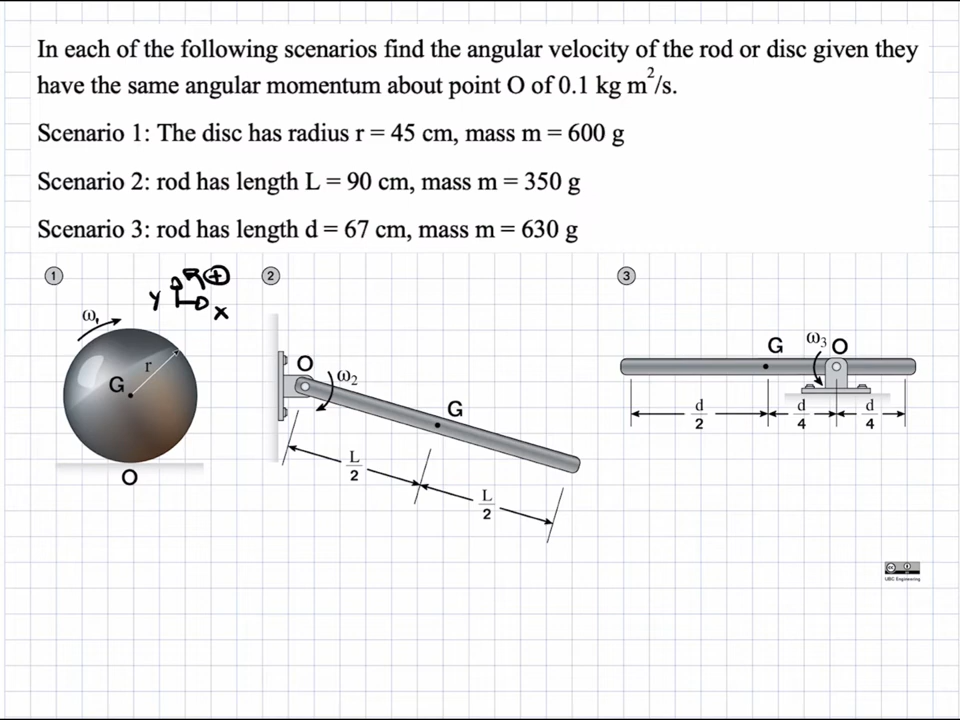 In each of the following scenarios find the angular velocity of the rod or disc given they
have the same angular momentum about point O of 0.1 kg m²/s.
Scenario 1: The disc has radius r = 45 cm, mass m = 600 g
Scenario 2: rod has length L = 90 cm, mass m = 350 g
Scenario 3: rod has length d = 67 cm, mass m = 630 g
1
Y
+
X
ω₁
r
G
O
2
O
ω₂
G
L/2
L/2
3
G
ω₃
O
d/2
d/4
d/4
cc
UBC Engineering